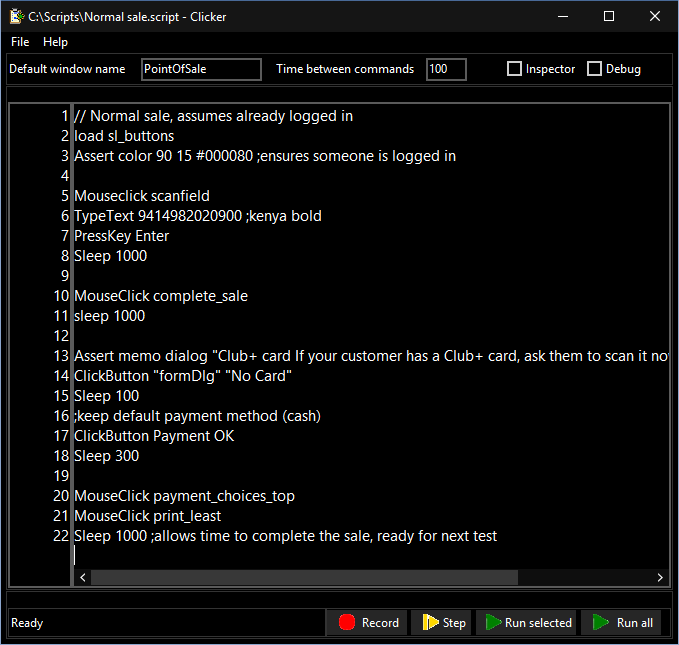 C:\Scripts\Normal sale.script - Clicker
File Help
Default window name PointOfSale Time between commands 100 Inspector Debug
1 // Normal sale, assumes already logged in
2 load sl_buttons
3 Assert color 90 15 #000080 ;ensures someone is logged in
4
5 Mouseclick scanfield
6 TypeText 9414982020900 ;kenya bold
7 PressKey Enter
8 Sleep 1000
9
10 MouseClick complete_sale
11 sleep 1000
12
13 Assert memo dialog "Club+ card If your customer has a Club+ card, ask them to scan it no
14 ClickButton "formDlg" "No Card"
15 Sleep 100
16 ;keep default payment method (cash)
17 ClickButton Payment OK
18 Sleep 300
19
20 MouseClick payment_choices_top
21 MouseClick print_least
22 Sleep 1000 ;allows time to complete the sale, ready for next test
Ready Record Step Run selected Run all